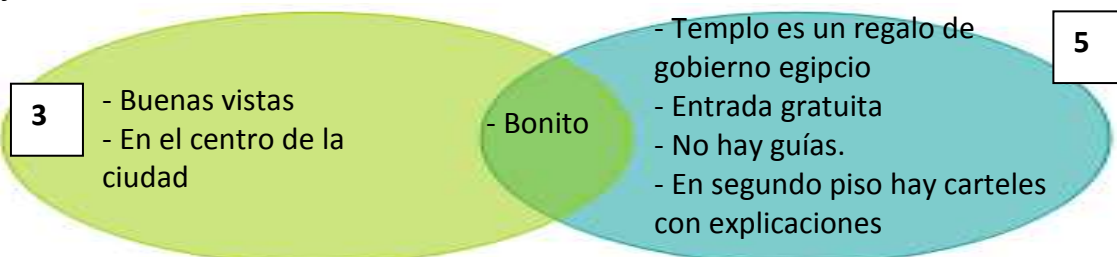 3
- Buenas vistas
- En el centro de la
ciudad
- Bonito
- Templo es un regalo de
gobierno egipcio
- Entrada gratuita
- No hay guías.
- En segundo piso hay carteles
con explicaciones
5